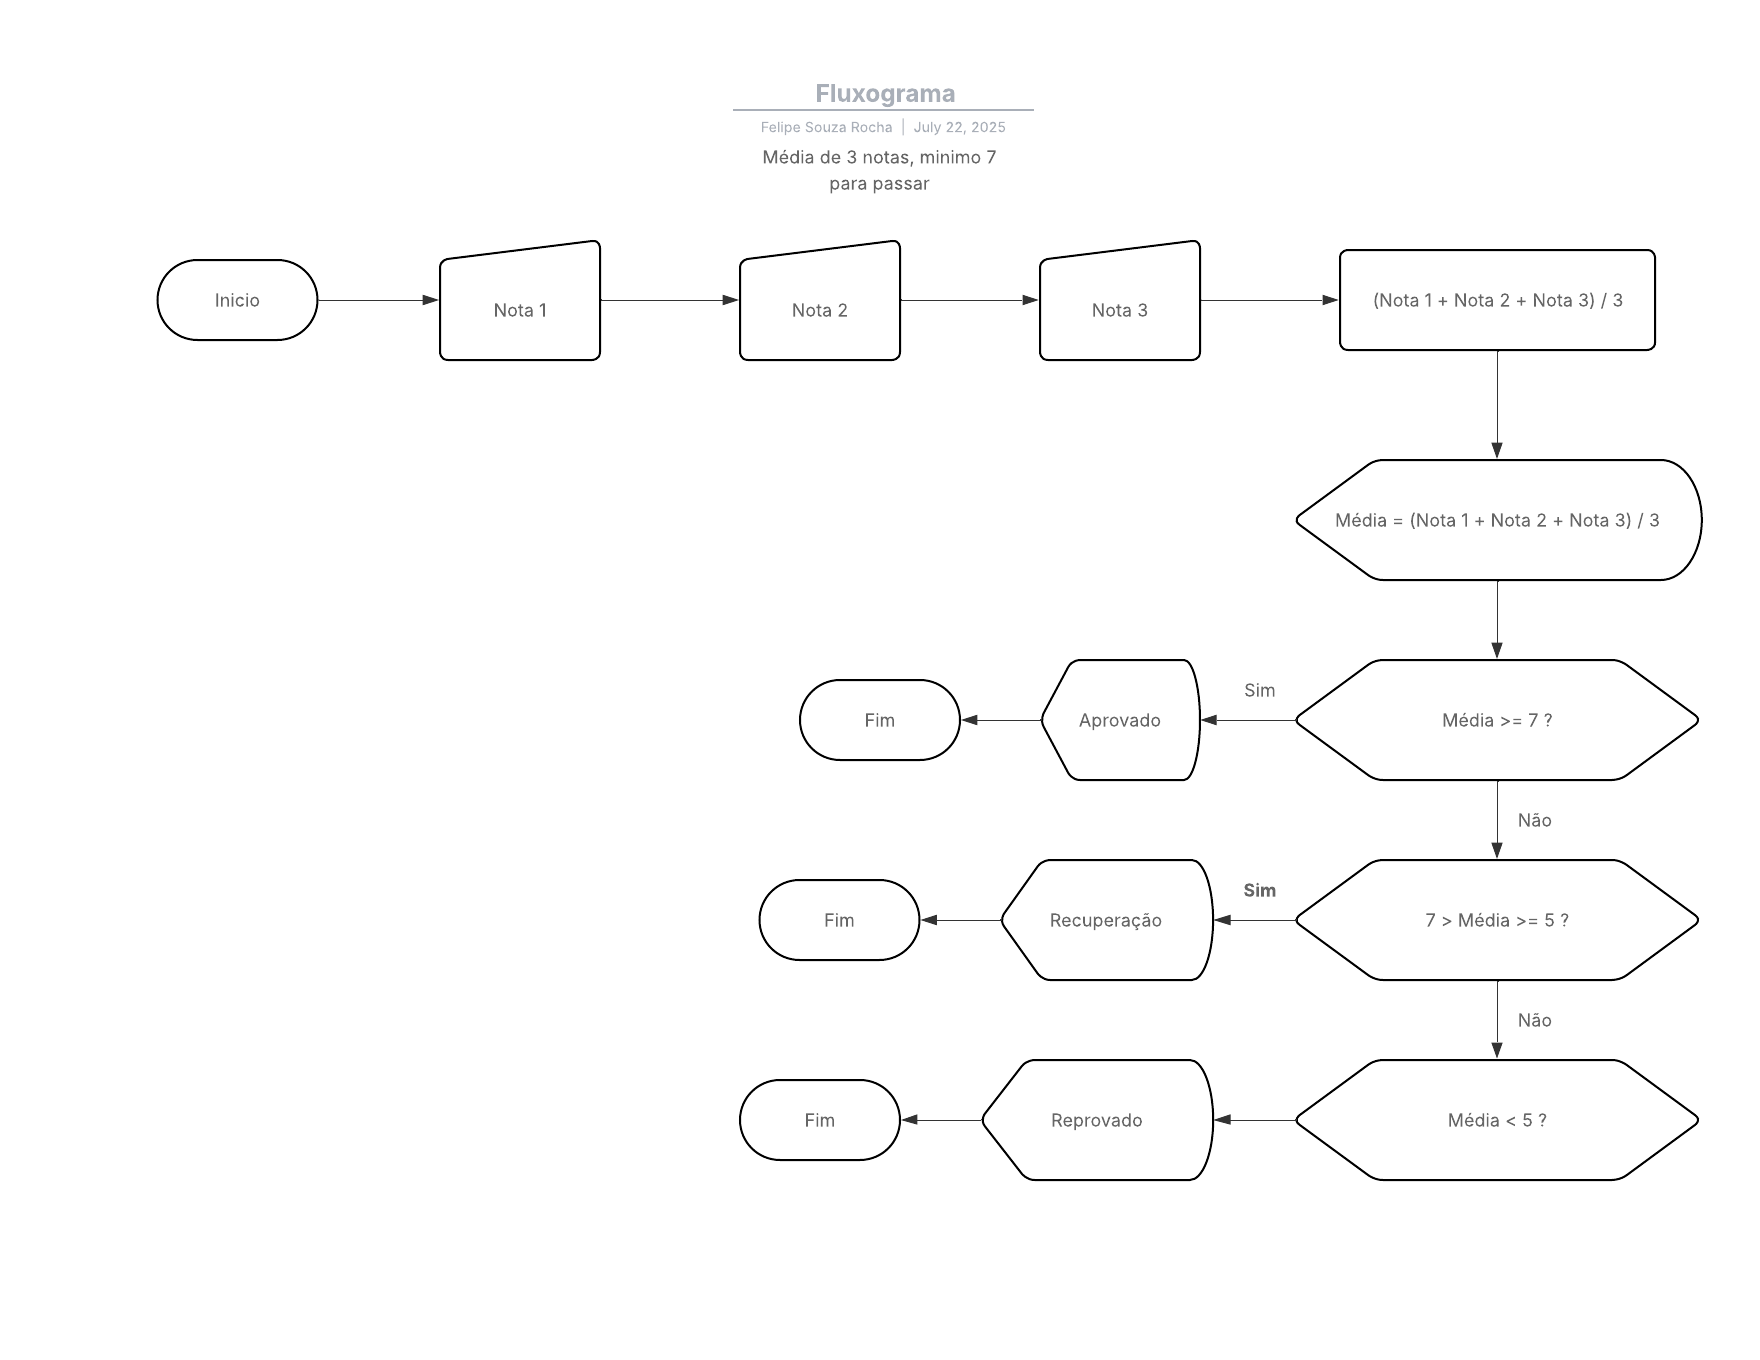 Fluxograma
Felipe Souza Rocha | July 22, 2025
Média de 3 notas, minimo 7
para passar
Inicio
Nota 1
Nota 2
Nota 3
(Nota 1 + Nota 2 + Nota 3) / 3
Média = (Nota 1 + Nota 2 + Nota 3) / 3
Fim
Aprovado
Sim
Média >= 7 ?
Não
Fim
Recuperação
Sim
7 > Média >= 5 ?
Não
Fim
Reprovado
Média < 5 ?